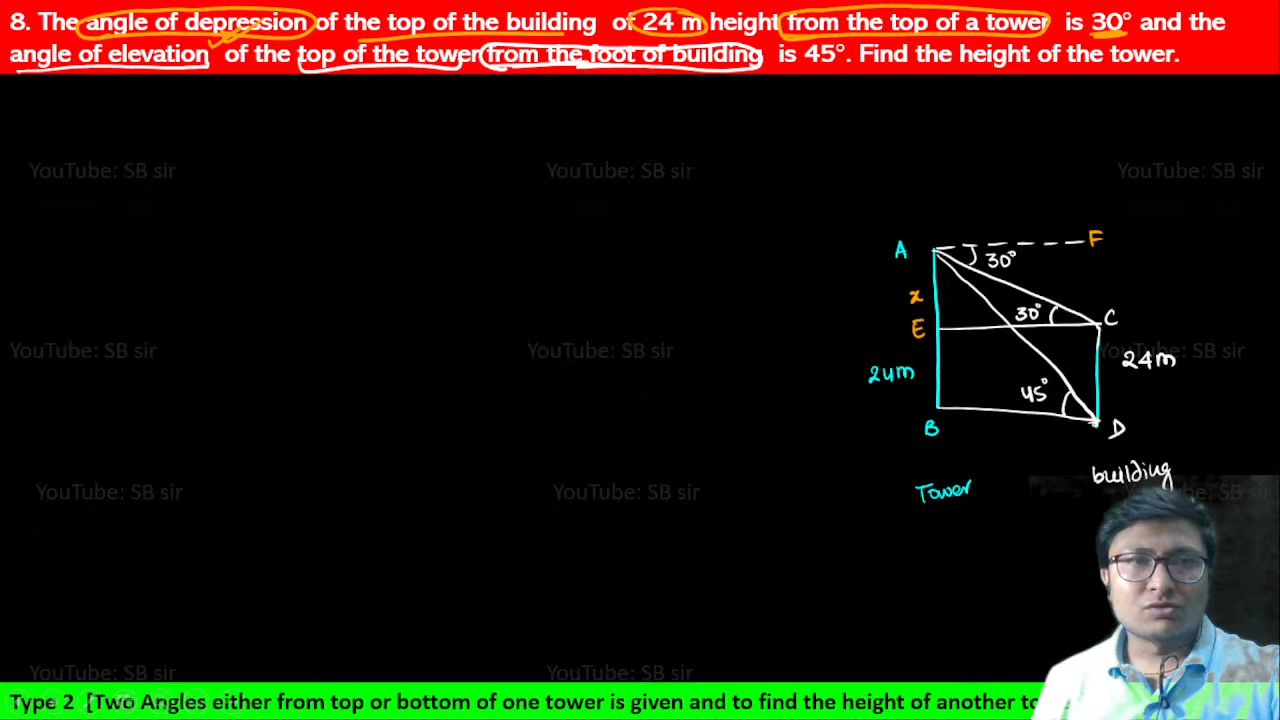 8. The angle of depression of the top of the building of 24 m height from the top of a tower is 30° and the
angle of elevation of the top of the tower from the foot of building is 45°. Find the height of the tower.
YouTube: SB sir YouTube: SB sir YouTube: SB sir
A F
30°
x
30° C
E
YouTube: SB sir YouTube: SB sir YouTube: SB sir
24m 24m
45°
B D
building
Tower
YouTube: SB sir YouTube: SB sir
YouTube: SB sir YouTube: SB sir
Type 2 [Two Angles either from top or bottom of one tower is given and to find the height of another